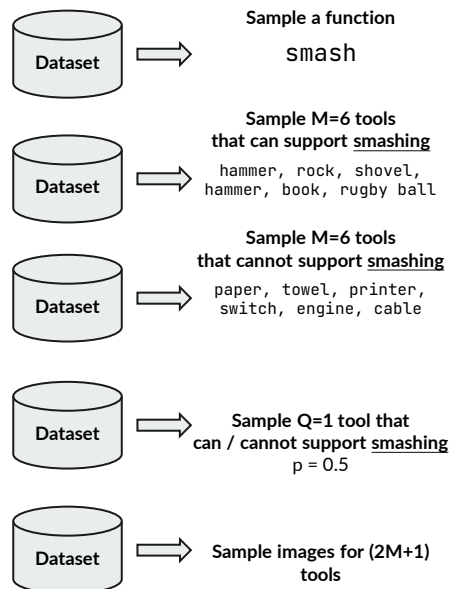 Dataset
Sample a function
smash
Dataset
Sample M=6 tools
that can support smashing
hammer, rock, shovel,
hammer, book, rugby ball
Dataset
Sample M=6 tools
that cannot support smashing
paper, towel, printer,
switch, engine, cable
Dataset
Sample Q=1 tool that
can / cannot support smashing
p = 0.5
Dataset
Sample images for (2M+1)
tools